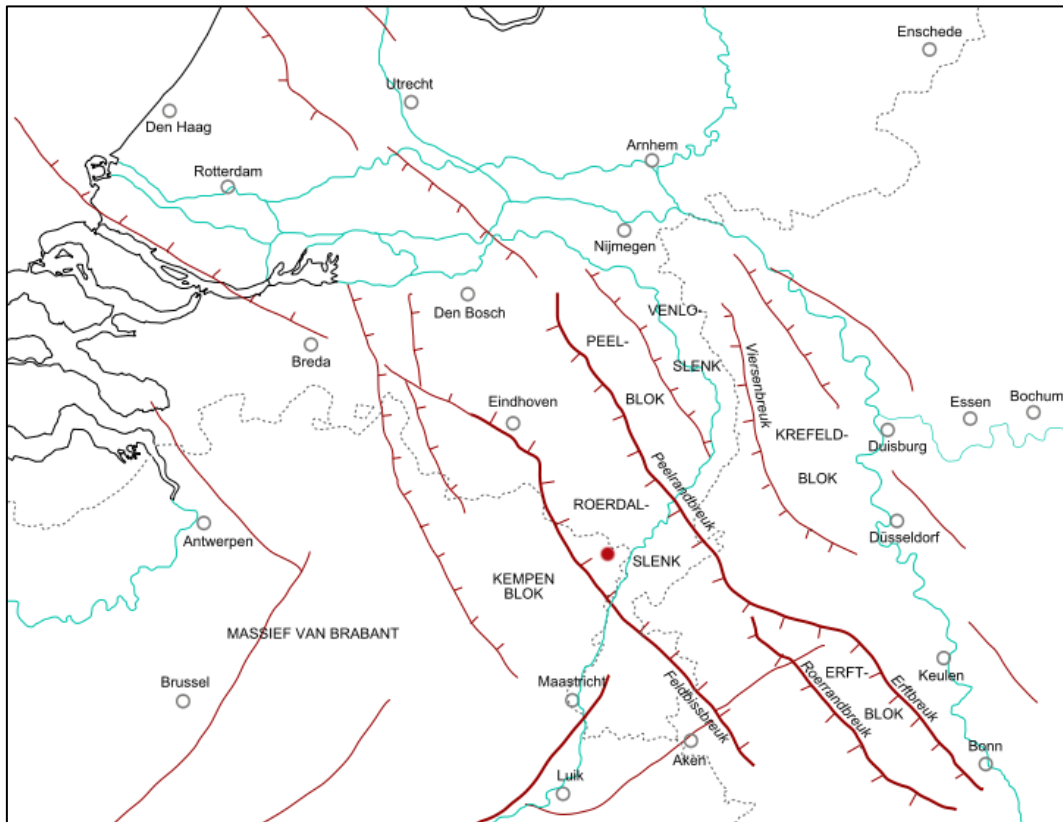 Enschede
Utrecht
Den Haag
Arnhem
Rotterdam
Nijmegen
Den Bosch
VENLO-
SLENK
PEEL-
BLOK
Breda
Viersenbreuk
Eindhoven
Essen
Bochum
Duisburg
KREFELD-
BLOK
Peelrandbreuk
ROERDAL-
SLENK
Antwerpen
Düsseldorf
KEMPEN
BLOK
MASSIEF VAN BRABANT
Brussel
Maastricht
Feldbissbreuk
Roerrandbreuk
ERFT-
BLOK
Erftbreuk
Keulen
Aken
Bonn
Luik